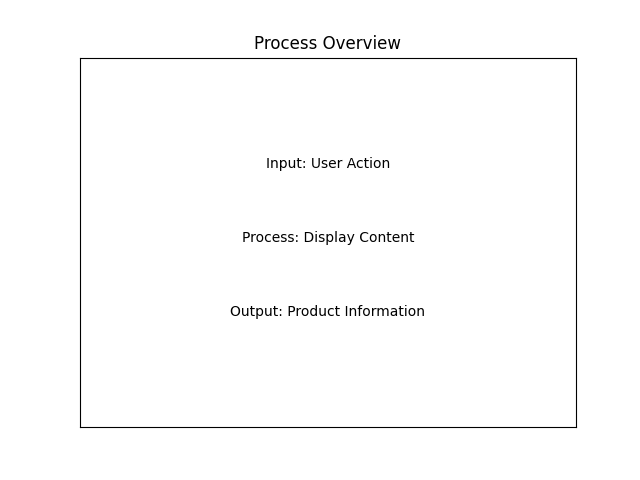 Process Overview
Input: User Action
Process: Display Content
Output: Product Information